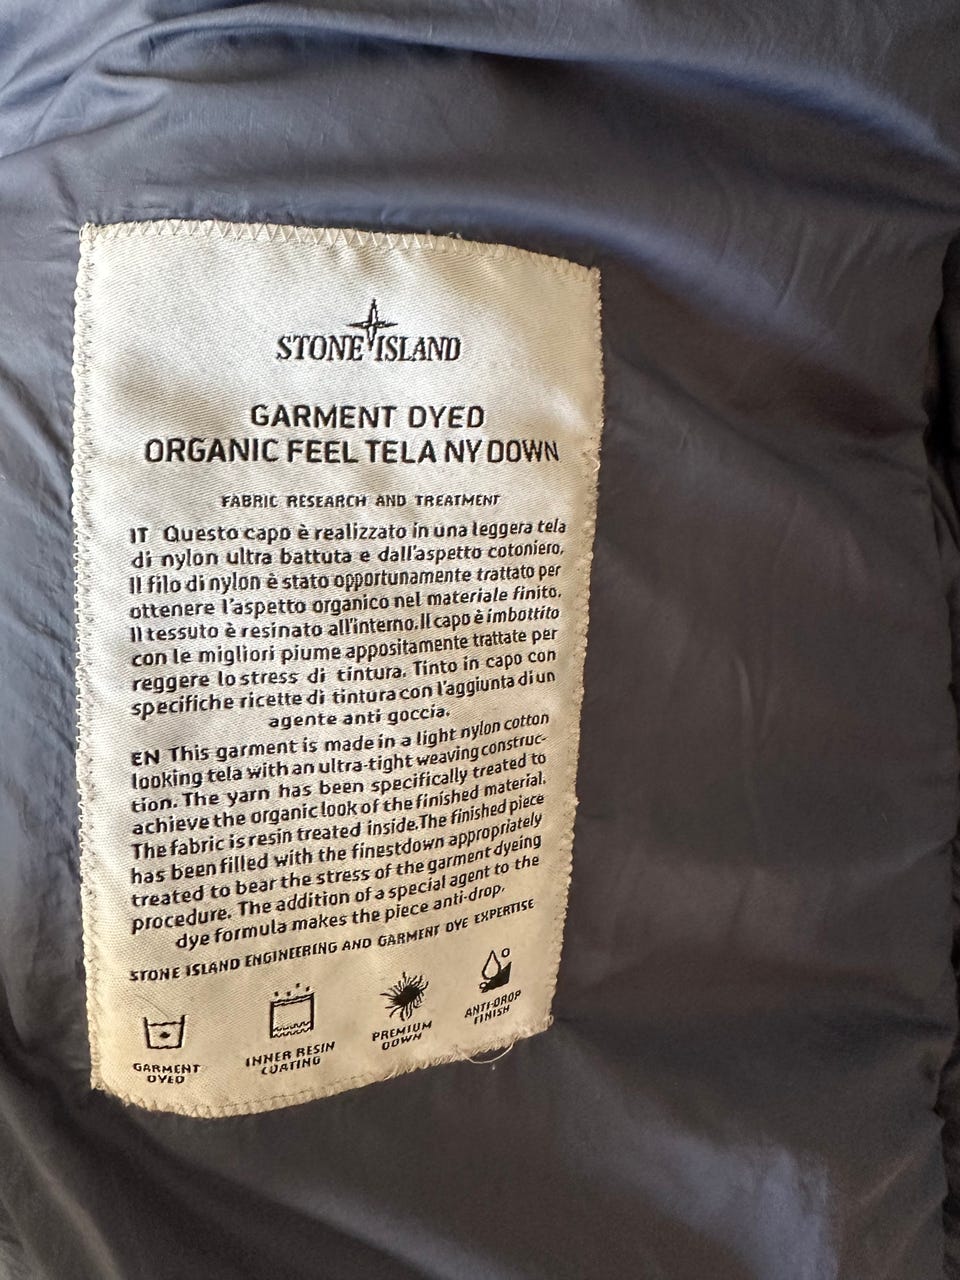 STONE ISLAND
GARMENT DYED
ORGANIC FEEL TELA NY DOWN
FABRIC RESEARCH AND TREATMENT
IT Questo capo è realizzato in una leggera tela
di nylon ultra battuta e dall'aspetto cotoniero.
Il filo di nylon è stato opportunamente trattato per
ottenere l'aspetto organico nel materiale finito.
Il tessuto è resinato all'interno. Il capo è imbottito
con le migliori piume appositamente trattate per
reggere lo stress di tintura. Tinto in capo con
specifiche ricette di tintura con l'aggiunta di un
agente anti goccia.
EN This garment is made in a light nylon cotton
looking tela with an ultra-tight weaving construc-
tion. The yarn has been specifically treated to
achieve the organic look of the finished material.
The fabric is resin treated inside. The finished piece
has been filled with the finest down appropriately
treated to bear the stress of the garment dyeing
procedure. The addition of a special agent to the
dye formula makes the piece anti-drop.
STONE ISLAND ENGINEERING AND GARMENT DYE EXPERTISE
GARMENT
DYED
INNER RESIN
COATING
PREMIUM
DOWN
ANTI-DROP
FINISH